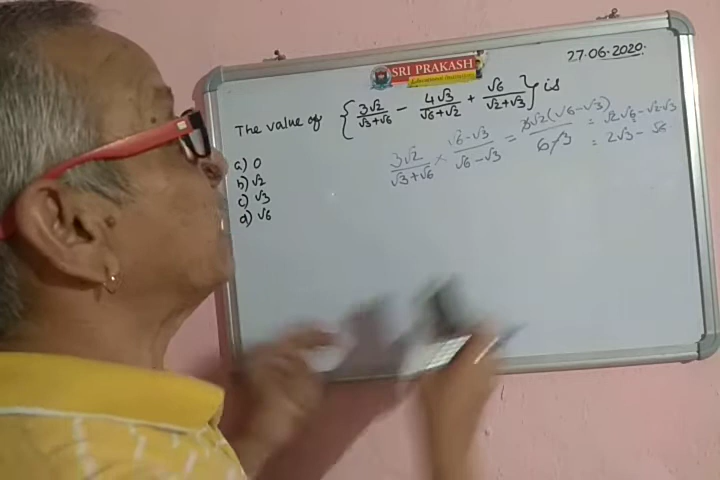 27.06.2020.
SRI PRAKASH
The value of {3√2/(√3+√6) − 4√3/(√6+√2) + √6/(√2+√3)} is
a) 0
b) √2
c) √3
d) √6
3√2/(√3+√6) × (√6-√3)/(√6-√3) = 3√2(√6-√3)/(6-3) = √2√6-√2·√3
= 2√3 - √6